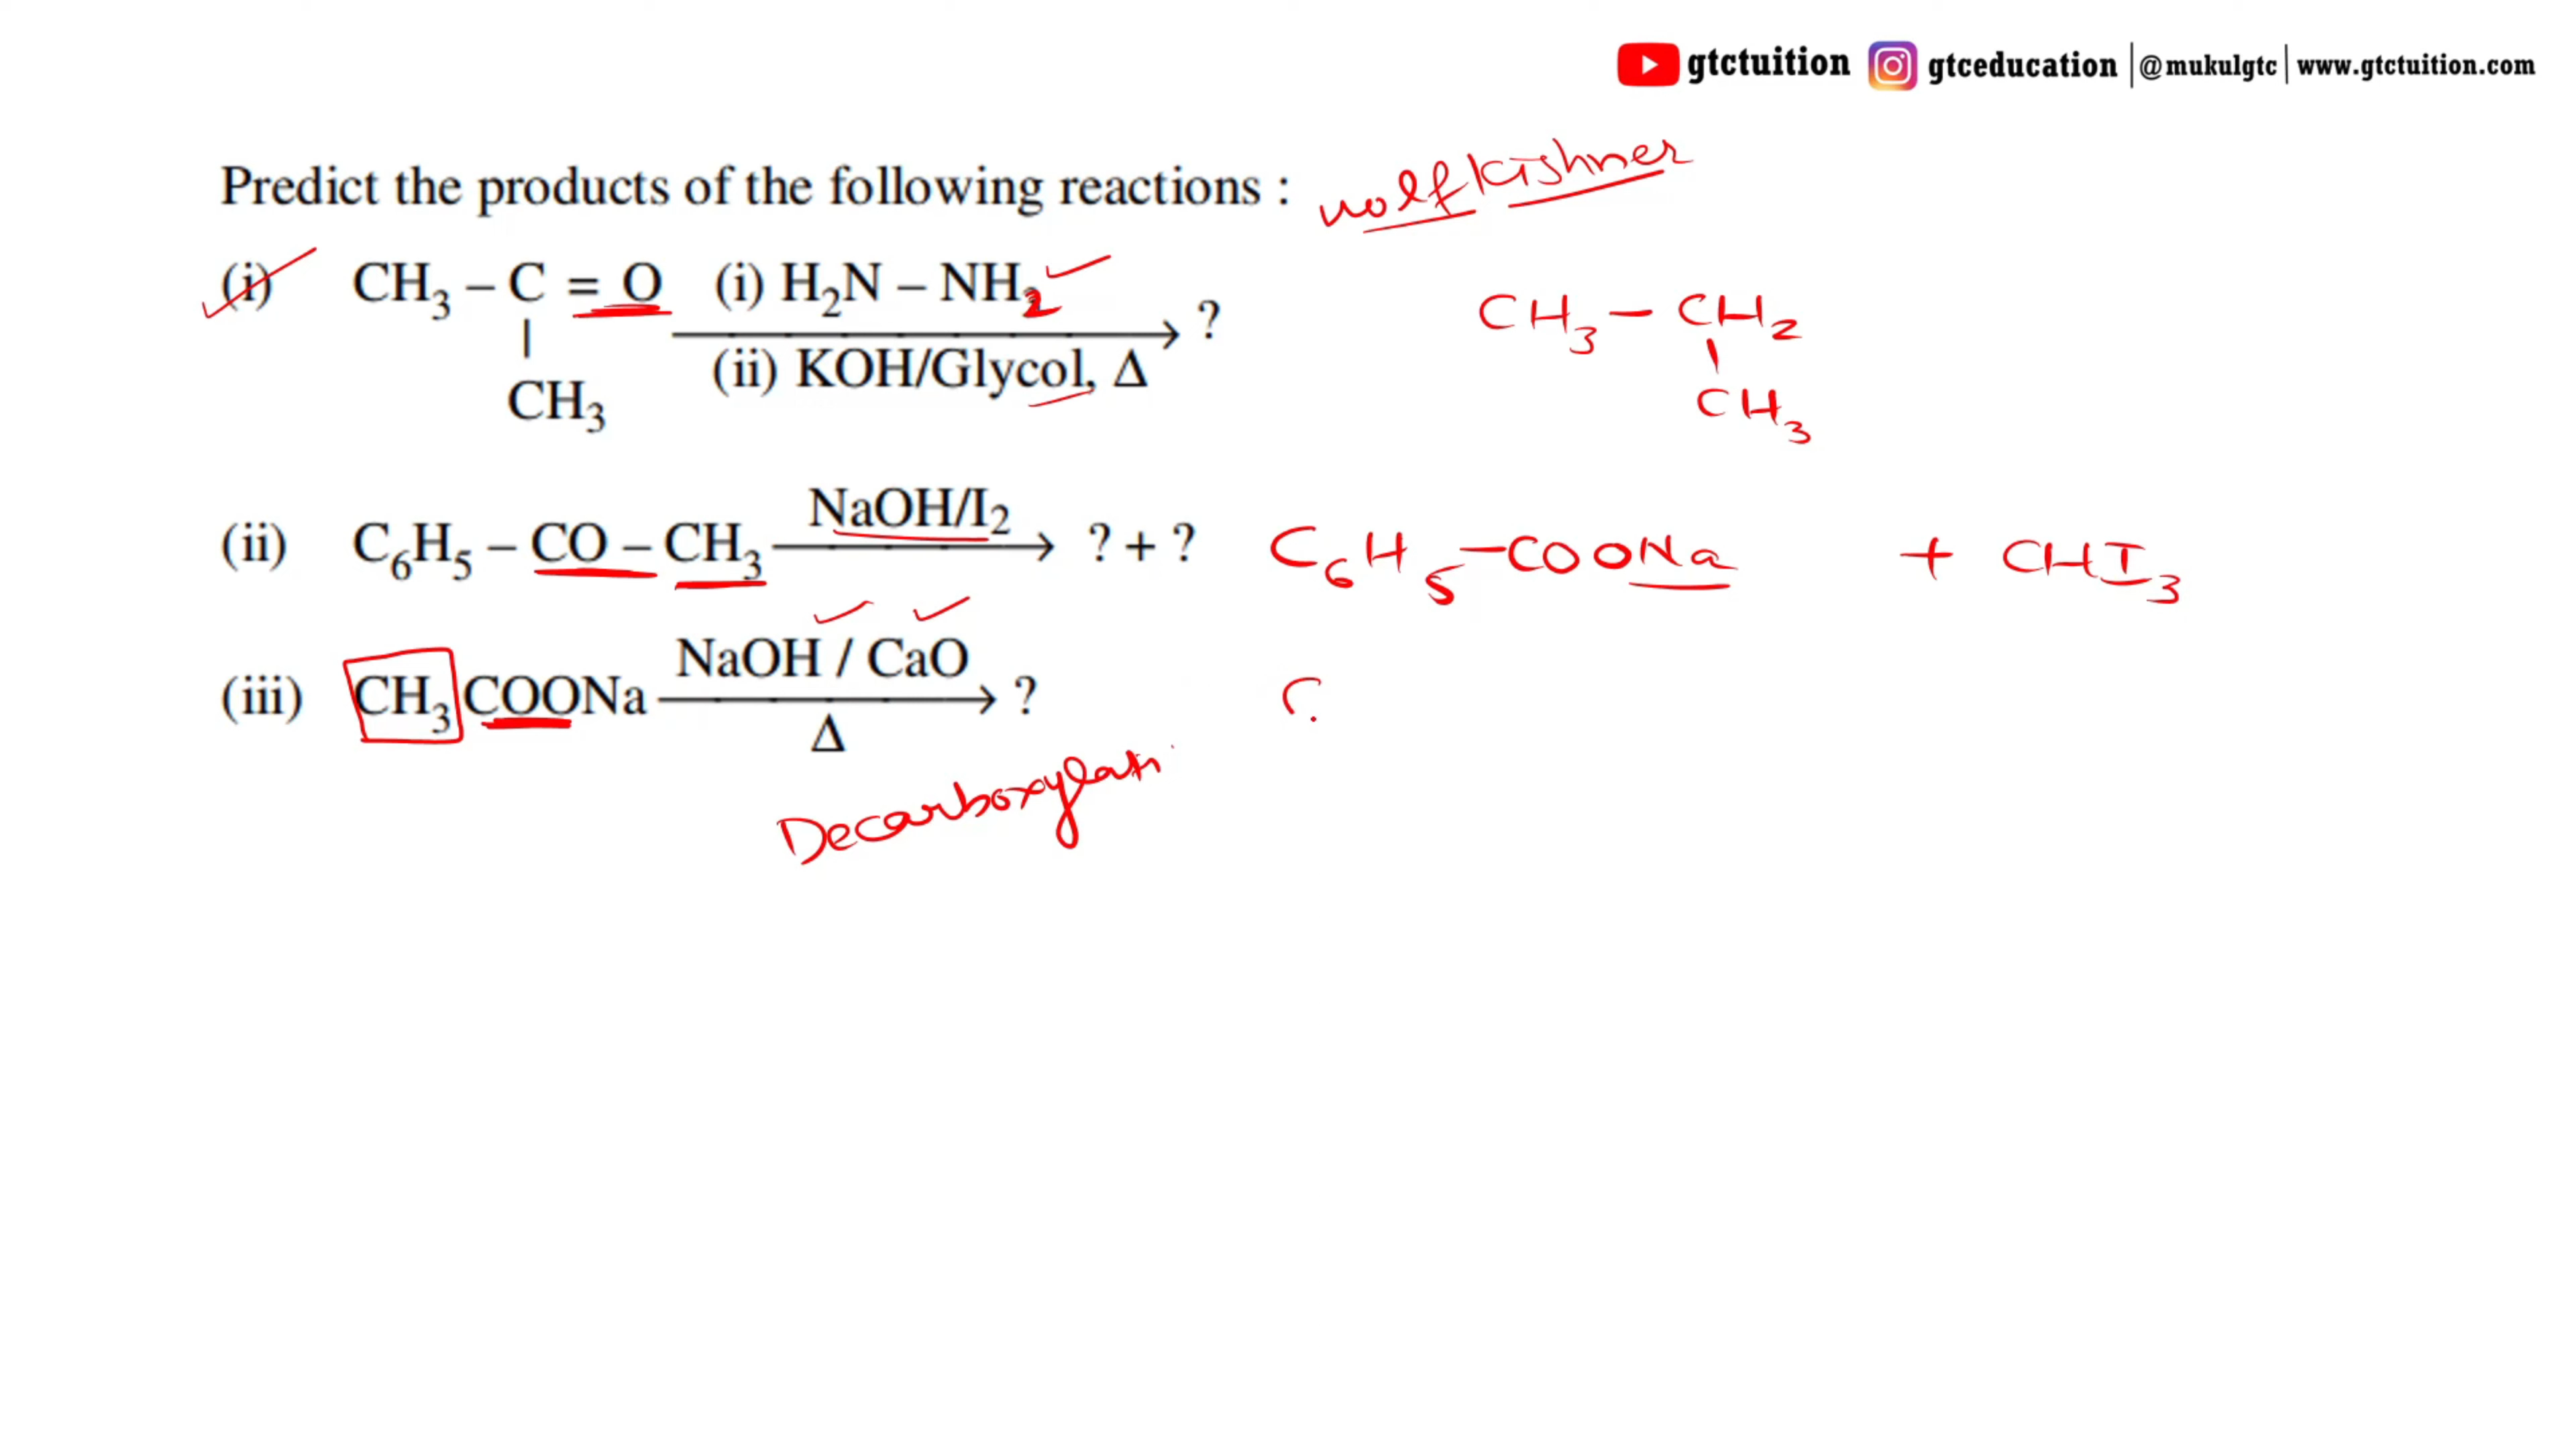 gtctuition gtceducation | @mukulgtc | www.gtctuition.com
Predict the products of the following reactions : wolf kishner
(i) CH₃ – C = O (i) H₂N – NH₂ ? CH₃ – CH₂
| (ii) KOH/Glycol, Δ |
CH₃ CH₃
NaOH/I₂
(ii) C₆H₅ – CO – CH₃ → ? + ? C₆H₅ – COONa + CHI₃
NaOH / CaO
(iii) CH₃COONa → ? C
Δ
Decarboxylati